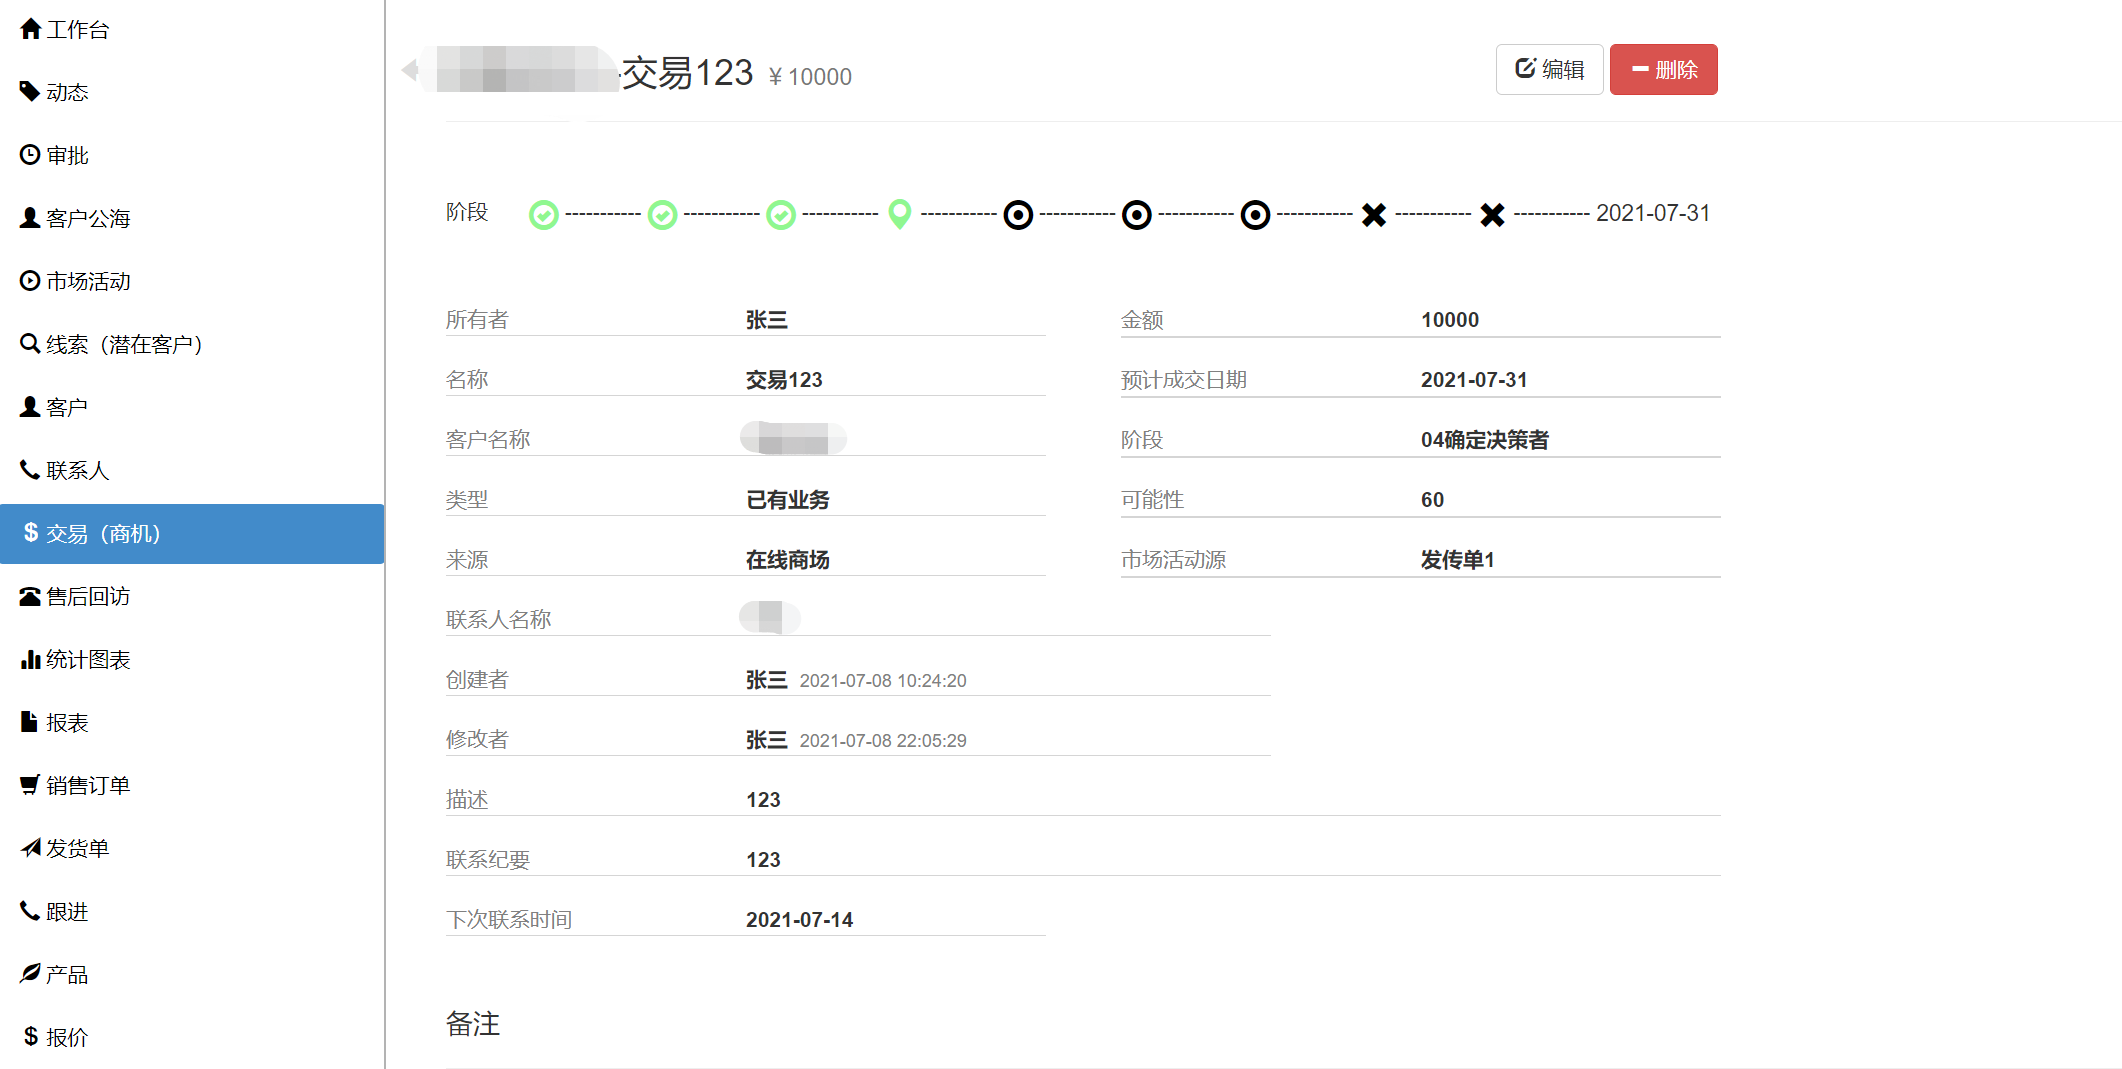 工作台
动态
审批
客户公海
市场活动
线索（潜在客户）
客户
联系人
交易（商机）
售后回访
统计图表
报表
销售订单
发货单
跟进
产品
报价
-交易123 ￥10000
编辑
删除
阶段 ----------- ----------- ----------- ----------- ----------- ----------- ----------- ----------- ----------- 2021-07-31
所有者 张三 金额 10000
名称 交易123 预计成交日期 2021-07-31
客户名称 阶段 04确定决策者
类型 已有业务 可能性 60
来源 在线商场 市场活动源 发传单1
联系人名称
创建者 张三 2021-07-08 10:24:20
修改者 张三 2021-07-08 22:05:29
描述 123
联系纪要 123
下次联系时间 2021-07-14
备注